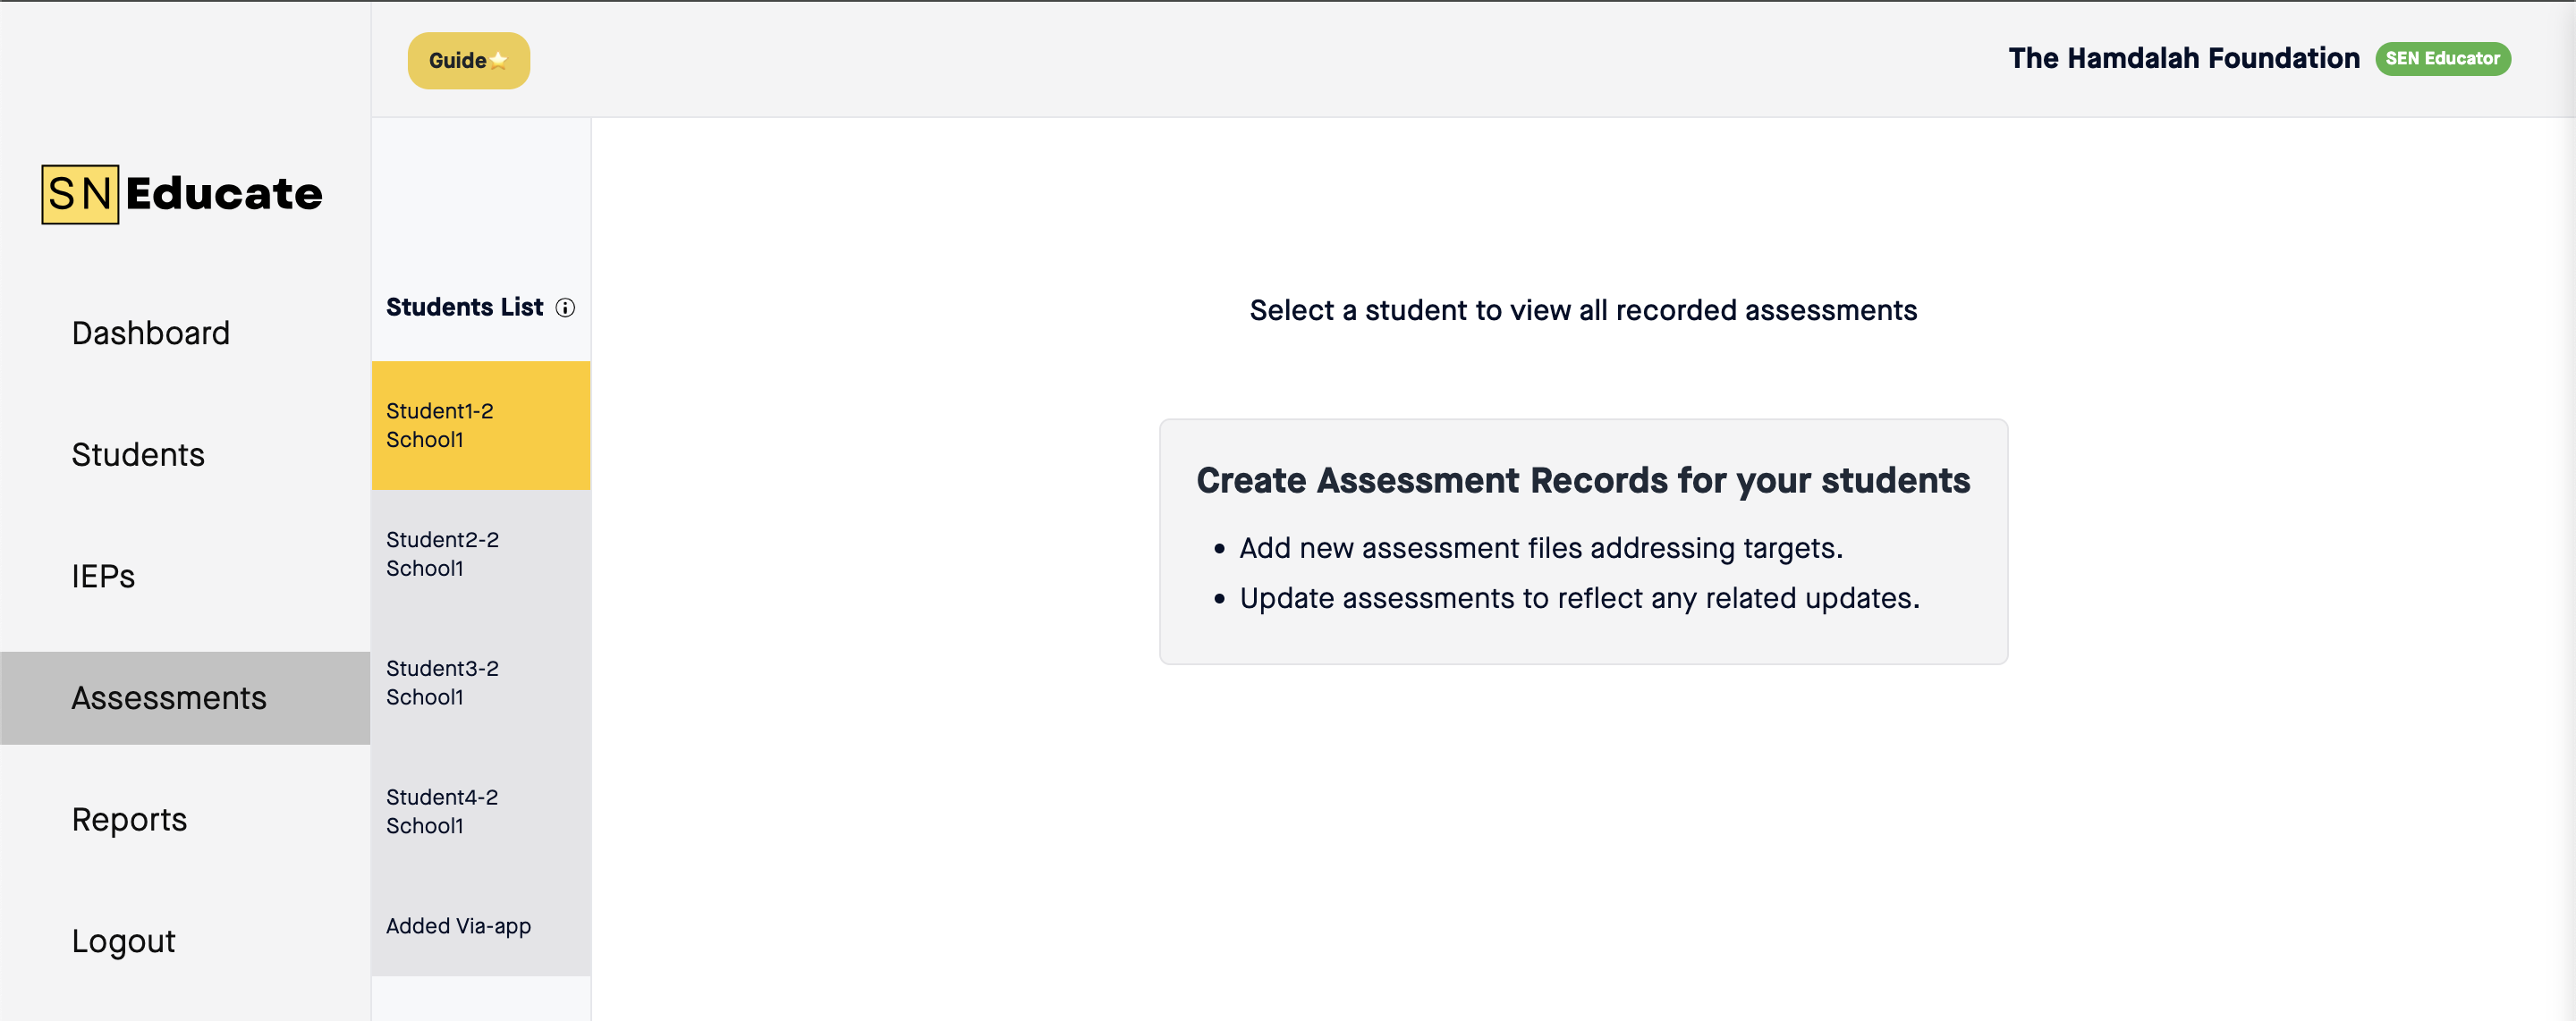 Guide⭐
The Hamdalah Foundation SEN Educator
SN Educate
Dashboard
Students
IEPs
Assessments
Reports
Logout
Students List
Student1-2
School1
Student2-2
School1
Student3-2
School1
Student4-2
School1
Added Via-app
Select a student to view all recorded assessments
Create Assessment Records for your students
• Add new assessment files addressing targets.
• Update assessments to reflect any related updates.